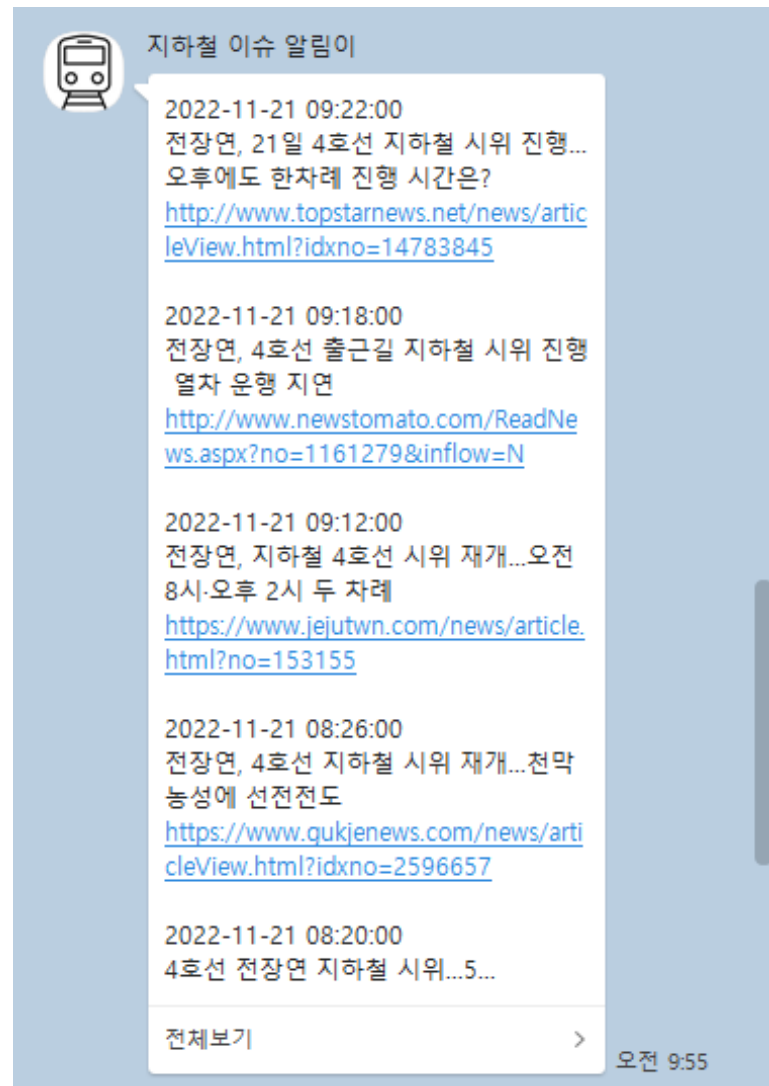 지하철 이슈 알림이
2022-11-21 09:22:00
전장연, 21일 4호선 지하철 시위 진행...
오후에도 한차례 진행 시간은?
http://www.topstarnews.net/news/artic
leView.html?idxno=14783845
2022-11-21 09:18:00
전장연, 4호선 출근길 지하철 시위 진행
열차 운행 지연
http://www.newstomato.com/ReadNe
ws.aspx?no=1161279&inflow=N
2022-11-21 09:12:00
전장연, 지하철 4호선 시위 재개...오전
8시·오후 2시 두 차례
https://www.jejutwn.com/news/article.
html?no=153155
2022-11-21 08:26:00
전장연, 4호선 지하철 시위 재개...천막
농성에 선전전도
https://www.gukjenews.com/news/arti
cleView.html?idxno=2596657
2022-11-21 08:20:00
4호선 전장연 지하철 시위...5...
전체보기
오전 9:55